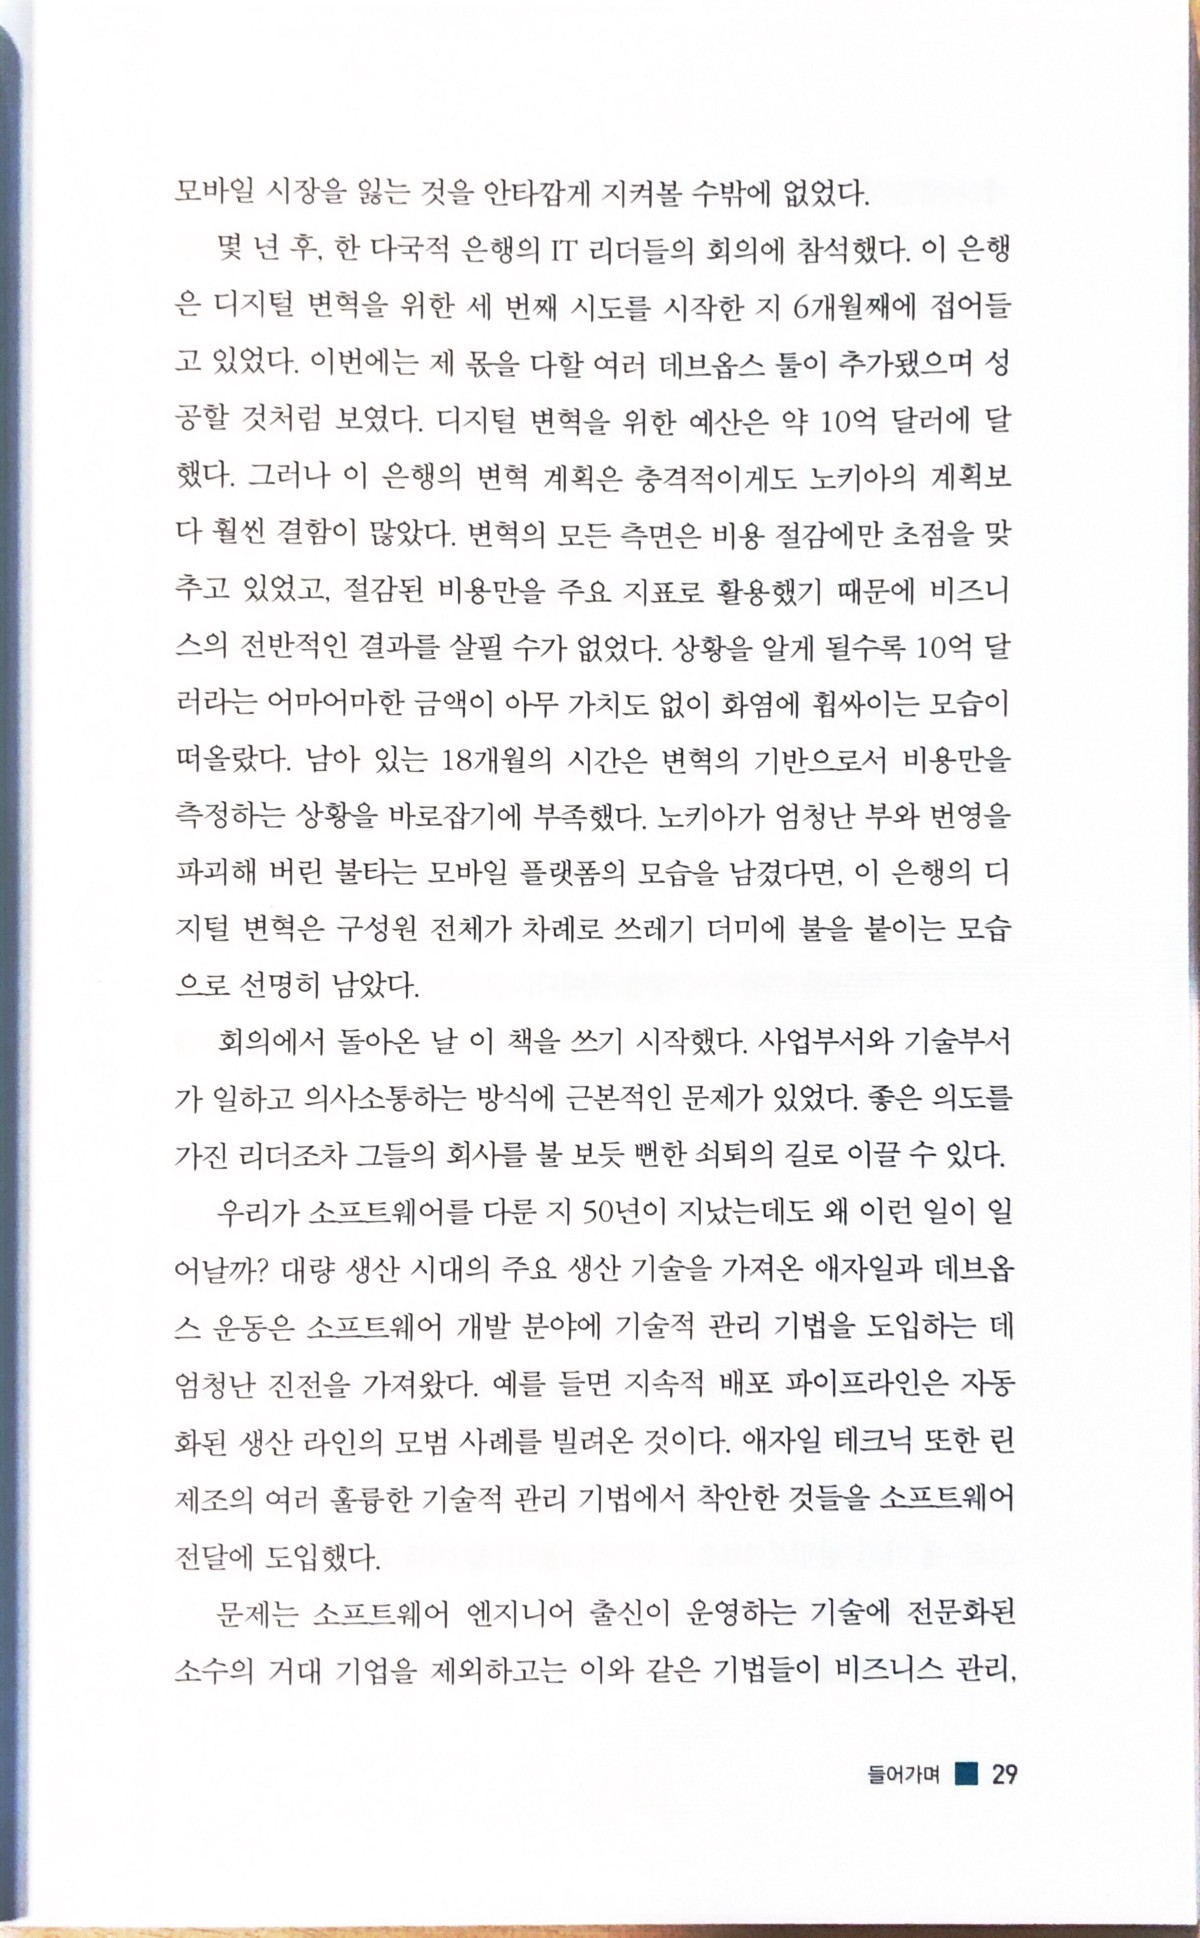 모바일 시장을 잃는 것을 안타깝게 지켜볼 수밖에 없었다.
몇 년 후, 한 다국적 은행의 IT 리더들의 회의에 참석했다. 이 은행
은 디지털 변혁을 위한 세 번째 시도를 시작한 지 6개월째에 접어들
고 있었다. 이번에는 제 몫을 다할 여러 데브옵스 툴이 추가됐으며 성
공할 것처럼 보였다. 디지털 변혁을 위한 예산은 약 10억 달러에 달
했다. 그러나 이 은행의 변혁 계획은 충격적이게도 노키아의 계획보
다 훨씬 결함이 많았다. 변혁의 모든 측면은 비용 절감에만 초점을 맞
추고 있었고, 절감된 비용만을 주요 지표로 활용했기 때문에 비즈니
스의 전반적인 결과를 살필 수가 없었다. 상황을 알게 될수록 10억 달
러라는 어마어마한 금액이 아무 가치도 없이 화염에 휩싸이는 모습이
떠올랐다. 남아 있는 18개월의 시간은 변혁의 기반으로서 비용만을
측정하는 상황을 바로잡기에 부족했다. 노키아가 엄청난 부와 번영을
파괴해 버린 불타는 모바일 플랫폼의 모습을 남겼다면, 이 은행의 디
지털 변혁은 구성원 전체가 차례로 쓰레기 더미에 불을 붙이는 모습
으로 선명히 남았다.
회의에서 돌아온 날 이 책을 쓰기 시작했다. 사업부서와 기술부서
가 일하고 의사소통하는 방식에 근본적인 문제가 있었다. 좋은 의도를
가진 리더조차 그들의 회사를 불 보듯 뻔한 쇠퇴의 길로 이끌 수 있다.
우리가 소프트웨어를 다룬 지 50년이 지났는데도 왜 이런 일이 일
어날까? 대량 생산 시대의 주요 생산 기술을 가져온 애자일과 데브옵
스 운동은 소프트웨어 개발 분야에 기술적 관리 기법을 도입하는 데
엄청난 진전을 가져왔다. 예를 들면 지속적 배포 파이프라인은 자동
화된 생산 라인의 모범 사례를 빌려온 것이다. 애자일 테크닉 또한 린
제조의 여러 훌륭한 기술적 관리 기법에서 착안한 것들을 소프트웨어
전달에 도입했다.
문제는 소프트웨어 엔지니어 출신이 운영하는 기술에 전문화된
소수의 거대 기업을 제외하고는 이와 같은 기법들이 비즈니스 관리,
들어가며 29